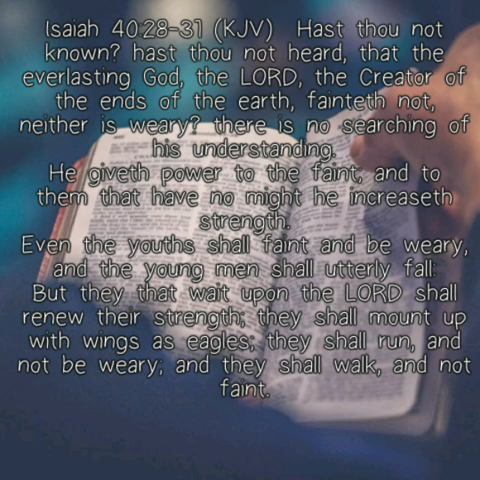 Isaiah 40:28-31 (KJV) Hast thou not
known? hast thou not heard, that the
everlasting God, the LORD, the Creator of
the ends of the earth, fainteth not,
neither is weary? there is no searching of
his understanding.
He giveth power to the faint; and to
them that have no might he increaseth
strength.
Even the youths shall faint and be weary,
and the young men shall utterly fall:
But they that wait upon the LORD shall
renew their strength; they shall mount up
with wings as eagles; they shall run, and
not be weary; and they shall walk, and not
faint.